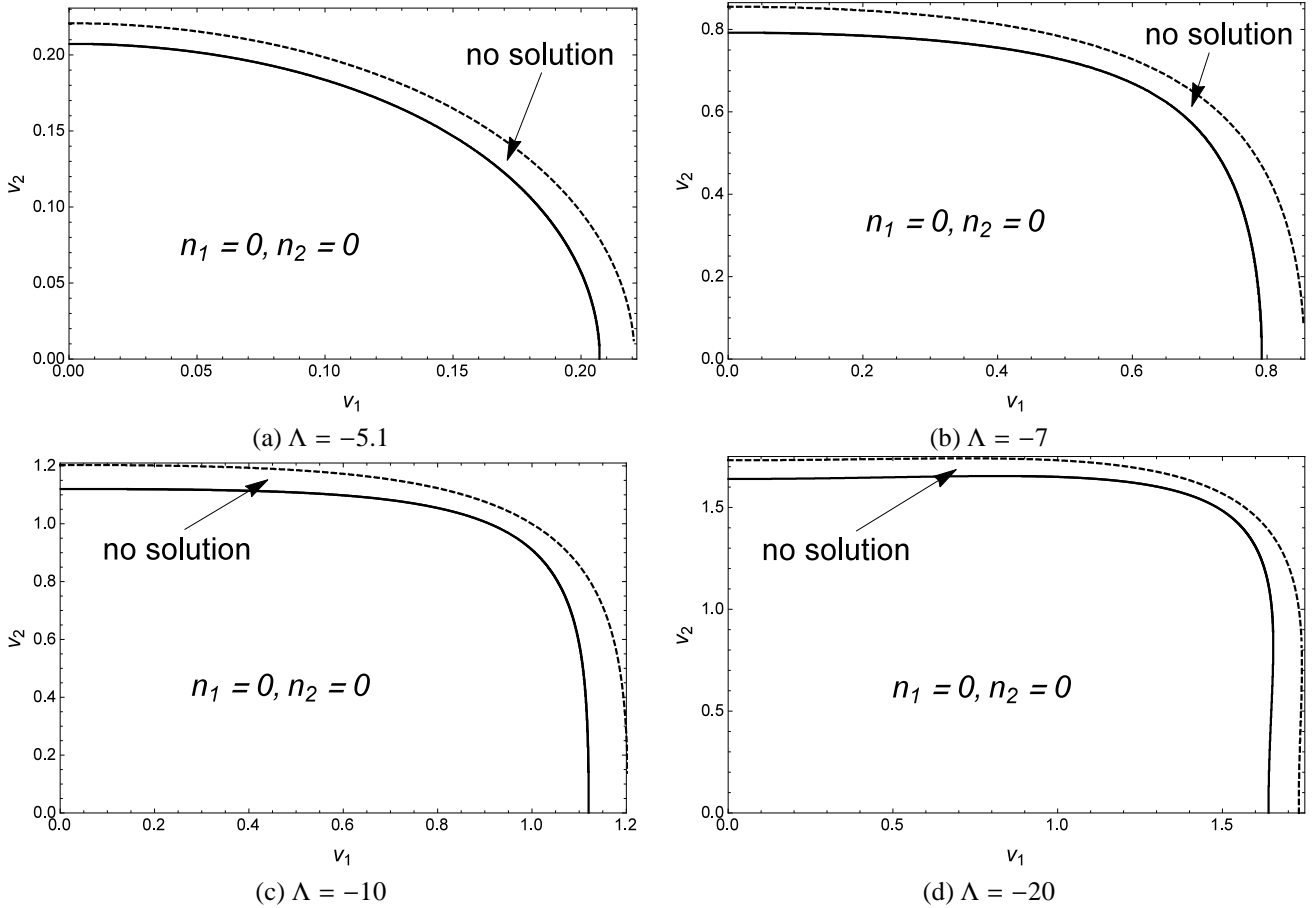 no solution
n1 = 0, n2 = 0
v2
0.20
0.15
0.10
0.05
0.00
0.00 0.05 0.10 0.15 0.20
v1
(a) Λ = −5.1
no solution
n1 = 0, n2 = 0
v2
0.8
0.6
0.4
0.2
0.0
0.0 0.2 0.4 0.6 0.8
v1
(b) Λ = −7
no solution
n1 = 0, n2 = 0
v2
1.2
1.0
0.8
0.6
0.4
0.2
0.0
0.0 0.2 0.4 0.6 0.8 1.0 1.2
v1
(c) Λ = −10
no solution
n1 = 0, n2 = 0
v2
1.5
1.0
0.5
0.0
0.0 0.5 1.0 1.5
v1
(d) Λ = −20